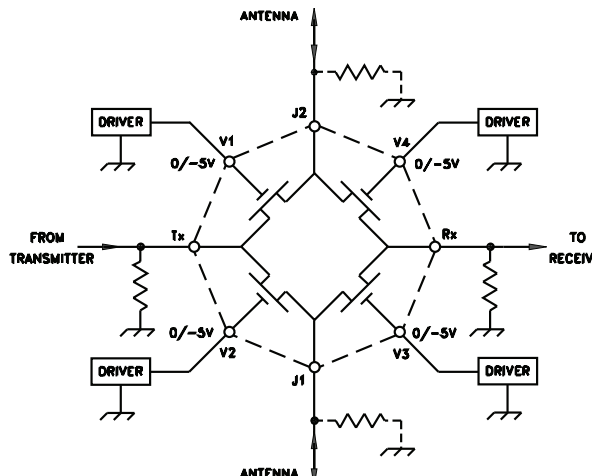 ANTENNA
J2
DRIVER
DRIVER
V1
V4
0/-5V
0/-5V
FROM
TRANSMITTER
Tx
Rx
TO
RECEIV
0/-5V
0/-5V
V2
V3
J1
DRIVER
DRIVER
ANTENNA